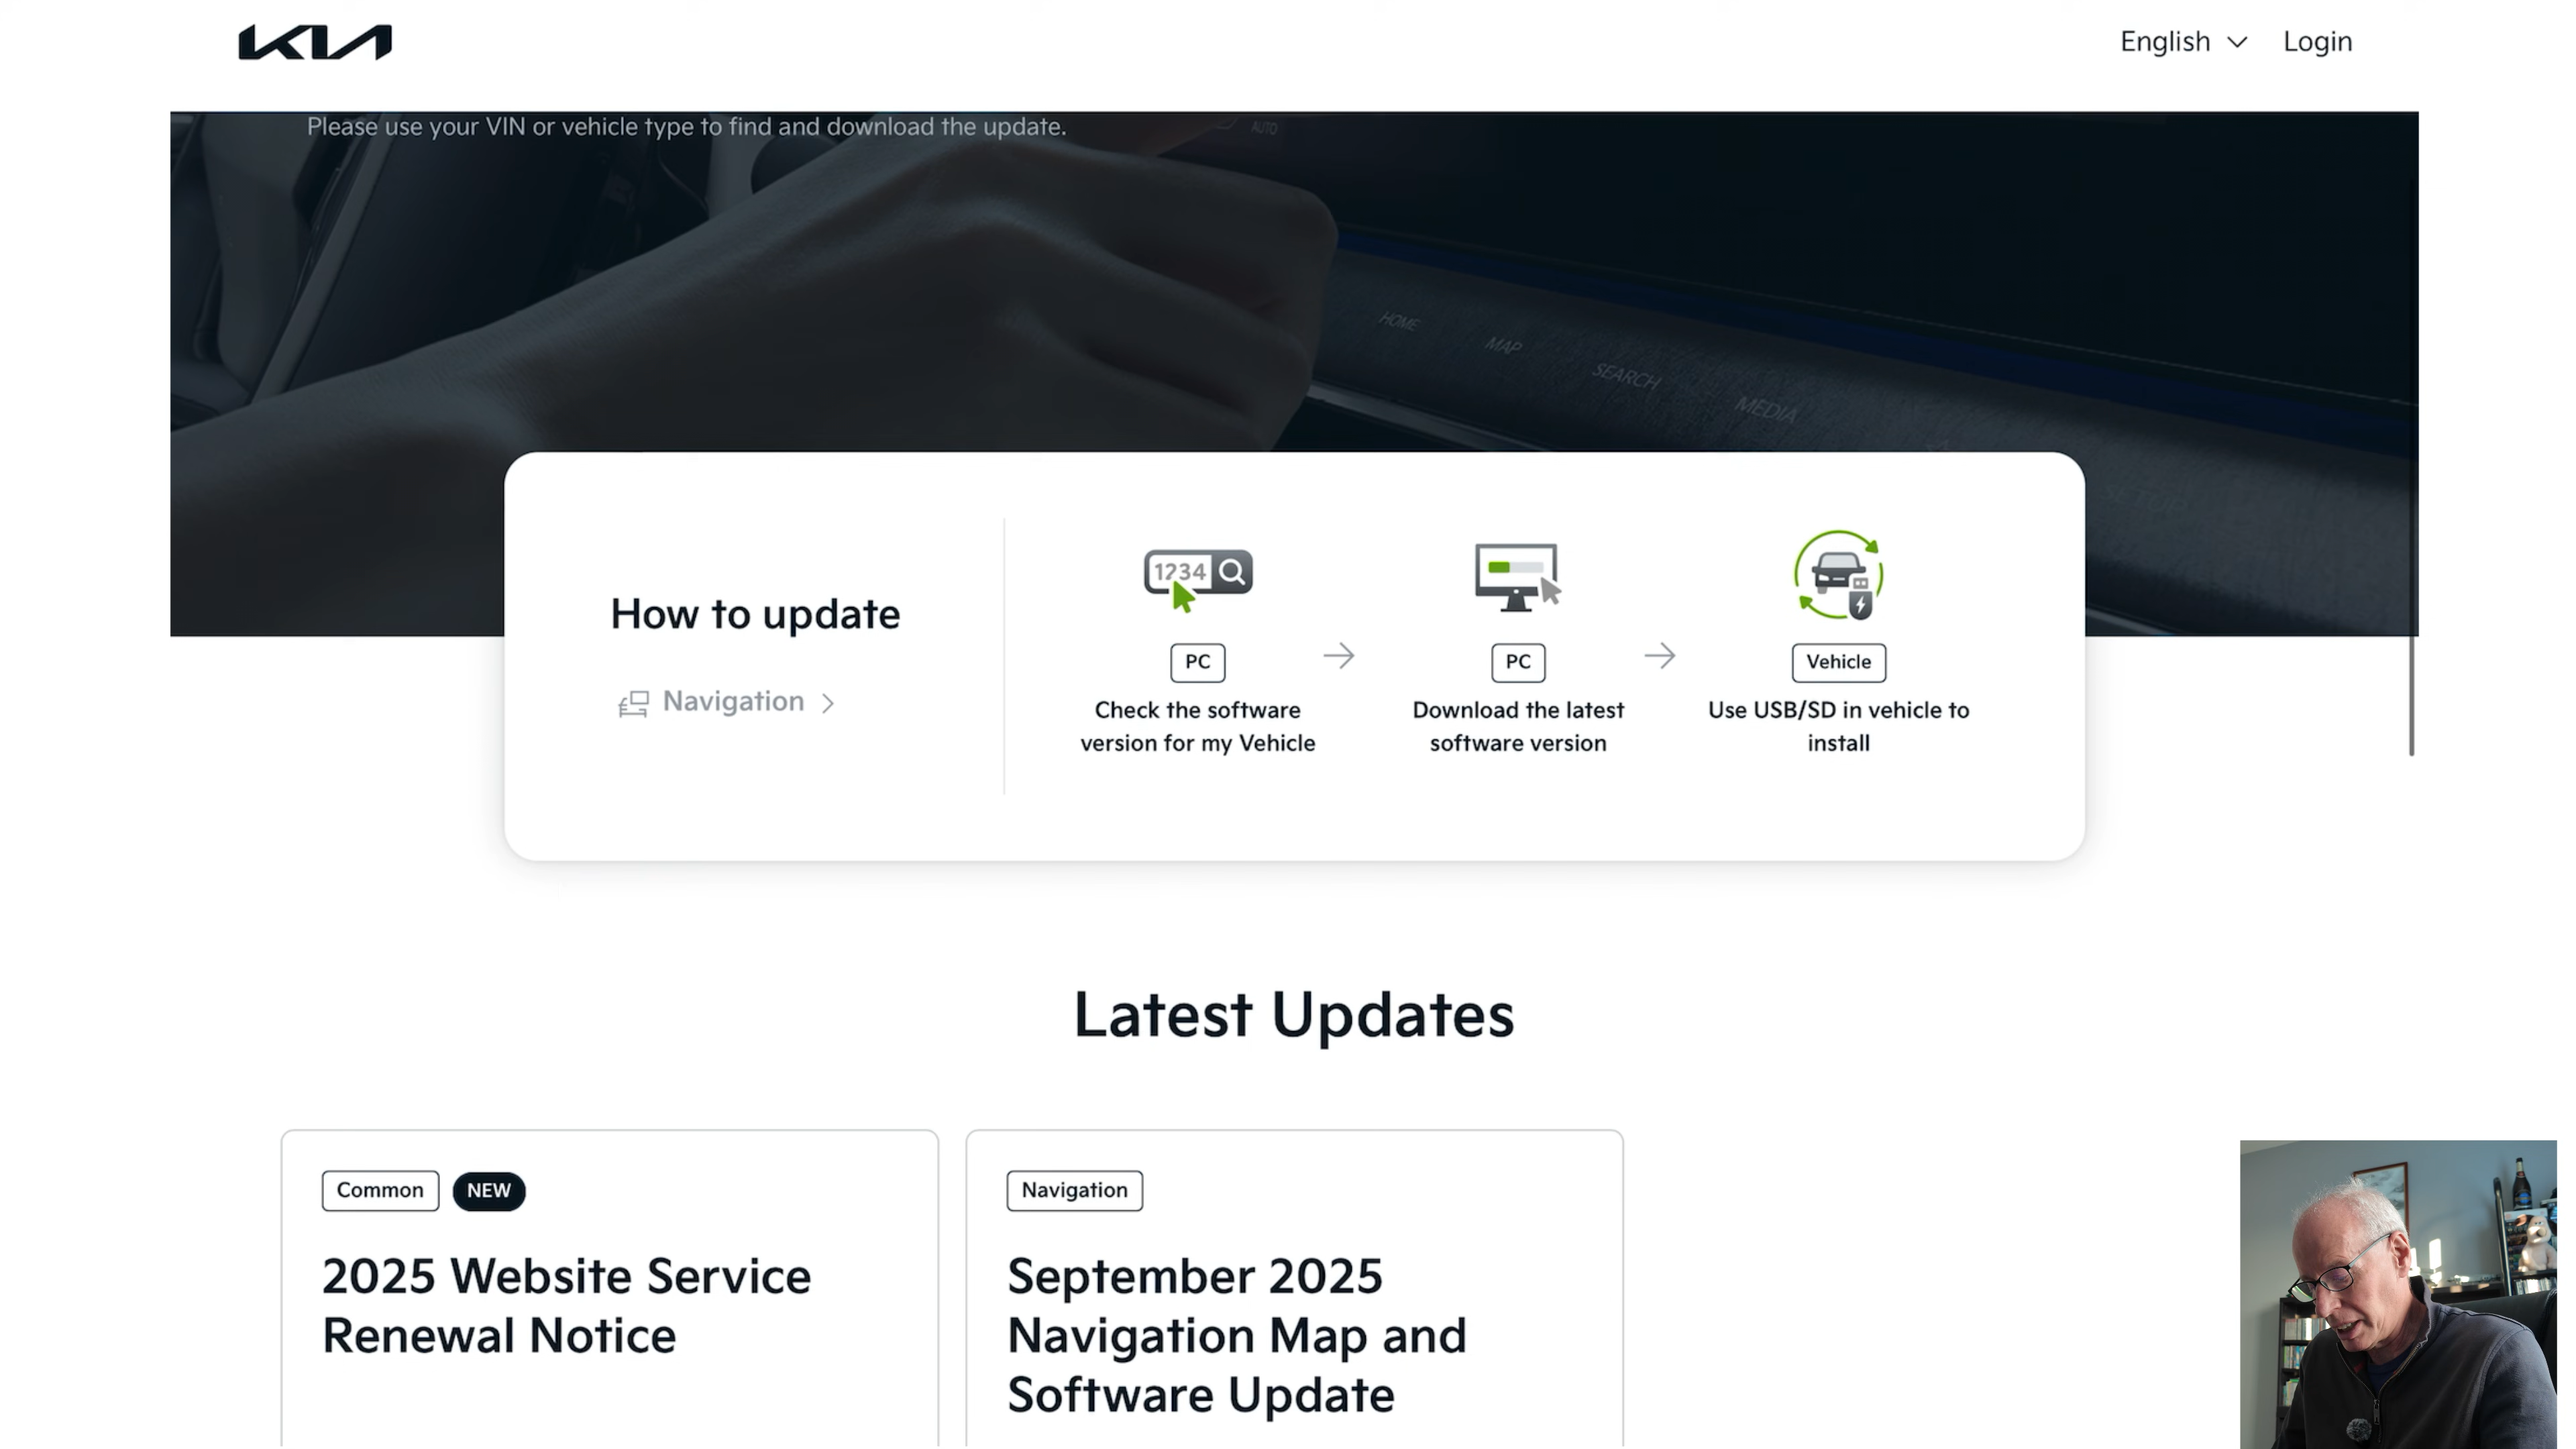 KIA
English
Login
Please use your VIN or vehicle type to find and download the update.
AUTO
HOME
MAP
SEARCH
MEDIA
SETUP
How to update
Navigation
1234
PC
Check the software
version for my Vehicle
PC
Download the latest
software version
Vehicle
Use USB/SD in vehicle to
install
Latest Updates
Common
NEW
2025 Website Service
Renewal Notice
Navigation
September 2025
Navigation Map and
Software Update